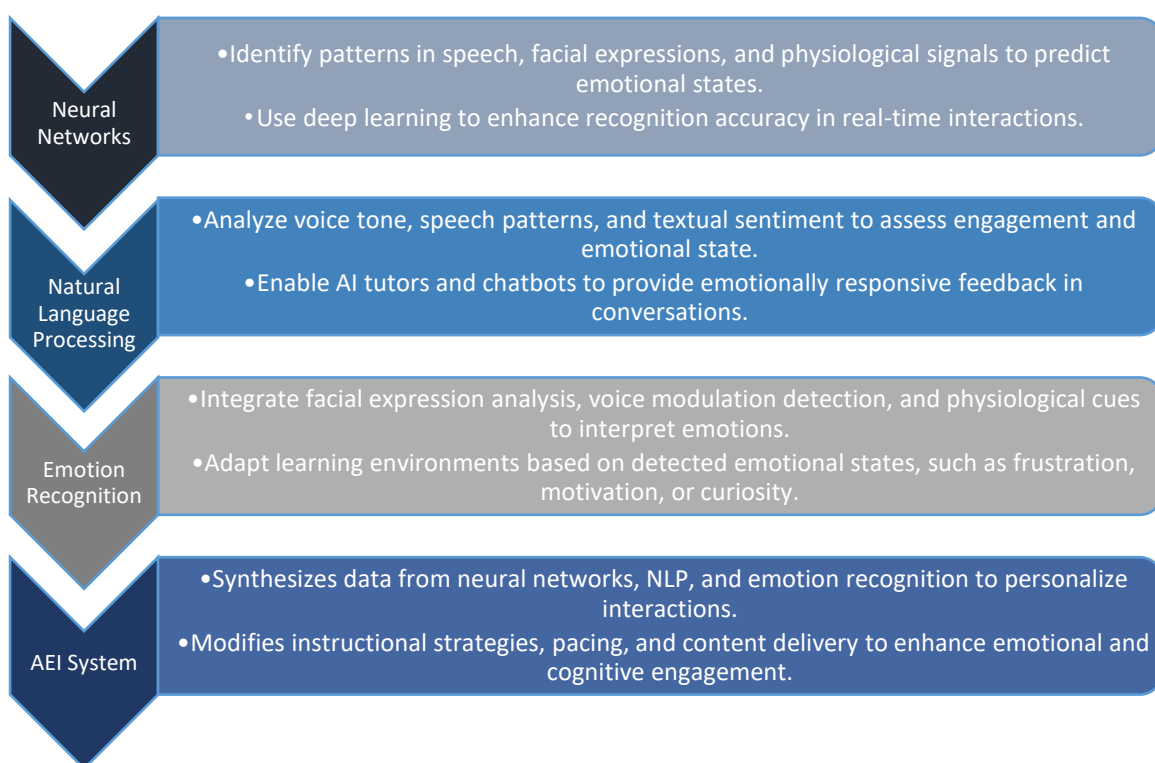 Neural
Networks
•Identify patterns in speech, facial expressions, and physiological signals to predict
emotional states.
•Use deep learning to enhance recognition accuracy in real-time interactions.
Natural
Language
Processing
•Analyze voice tone, speech patterns, and textual sentiment to assess engagement and
emotional state.
•Enable AI tutors and chatbots to provide emotionally responsive feedback in
conversations.
Emotion
Recognition
•Integrate facial expression analysis, voice modulation detection, and physiological cues
to interpret emotions.
•Adapt learning environments based on detected emotional states, such as frustration,
motivation, or curiosity.
AEI System
•Synthesizes data from neural networks, NLP, and emotion recognition to personalize
interactions.
•Modifies instructional strategies, pacing, and content delivery to enhance emotional and
cognitive engagement.